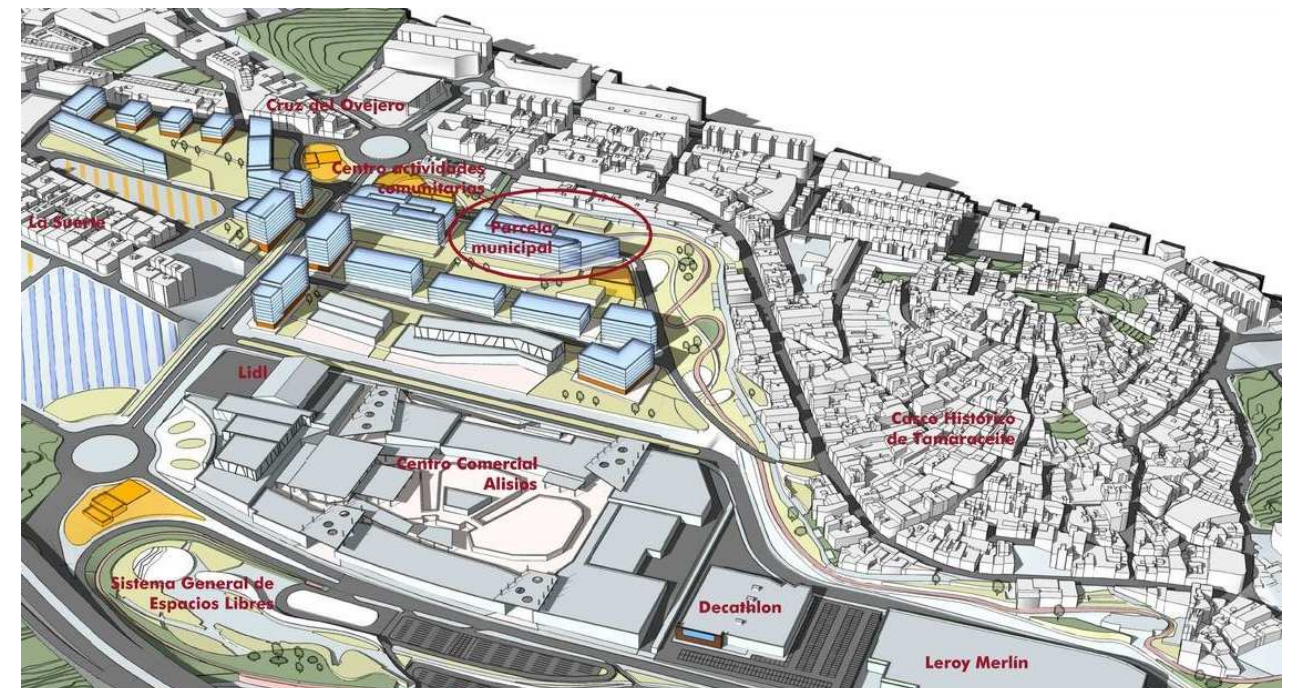 Cruz del Ovejero
Centro actividades
comunitarias
La Suerte
Parcela
municipal
Lidl
Casco Histórico
de Tamaraceite
Centro Comercial
Alisios
Sistema General de
Espacios Libres
Decathlon
Leroy Merlín